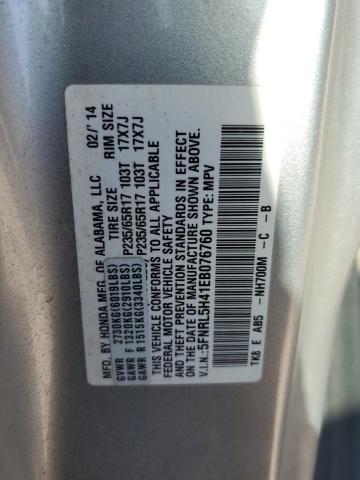 MFD. BY HONDA MFG. OF ALABAMA, LLC 02/'14
TIRE SIZE RIM SIZE
GVWR 2730KG(6019LBS)
GAWR F 1320KG(2910LBS) P235/65R17 103T 17X7J
GAWR R 1515KG(3340LBS) P235/65R17 103T 17X7J
THIS VEHICLE CONFORMS TO ALL APPLICABLE
FEDERAL MOTOR VEHICLE SAFETY
AND THEFT PREVENTION STANDARDS IN EFFECT
ON THE DATE OF MANUFACTURE SHOWN ABOVE.
V.I.N.: 5FNRL5H41EB076760 TYPE: MPV
TK8 E AB5 -NH700M- C - B